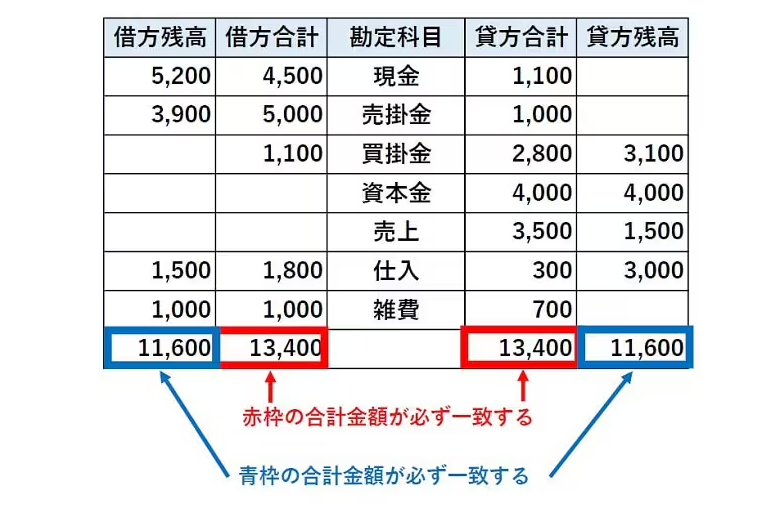 借方残高 借方合計 勘定科目 貸方合計 貸方残高
5,200 4,500 現金 1,100
3,900 5,000 売掛金 1,000
1,100 買掛金 2,800 3,100
資本金 4,000 4,000
売上 3,500 1,500
1,500 1,800 仕入 300 3,000
1,000 1,000 雑費 700
11,600 13,400 13,400 11,600
赤枠の合計金額が必ず一致する
青枠の合計金額が必ず一致する